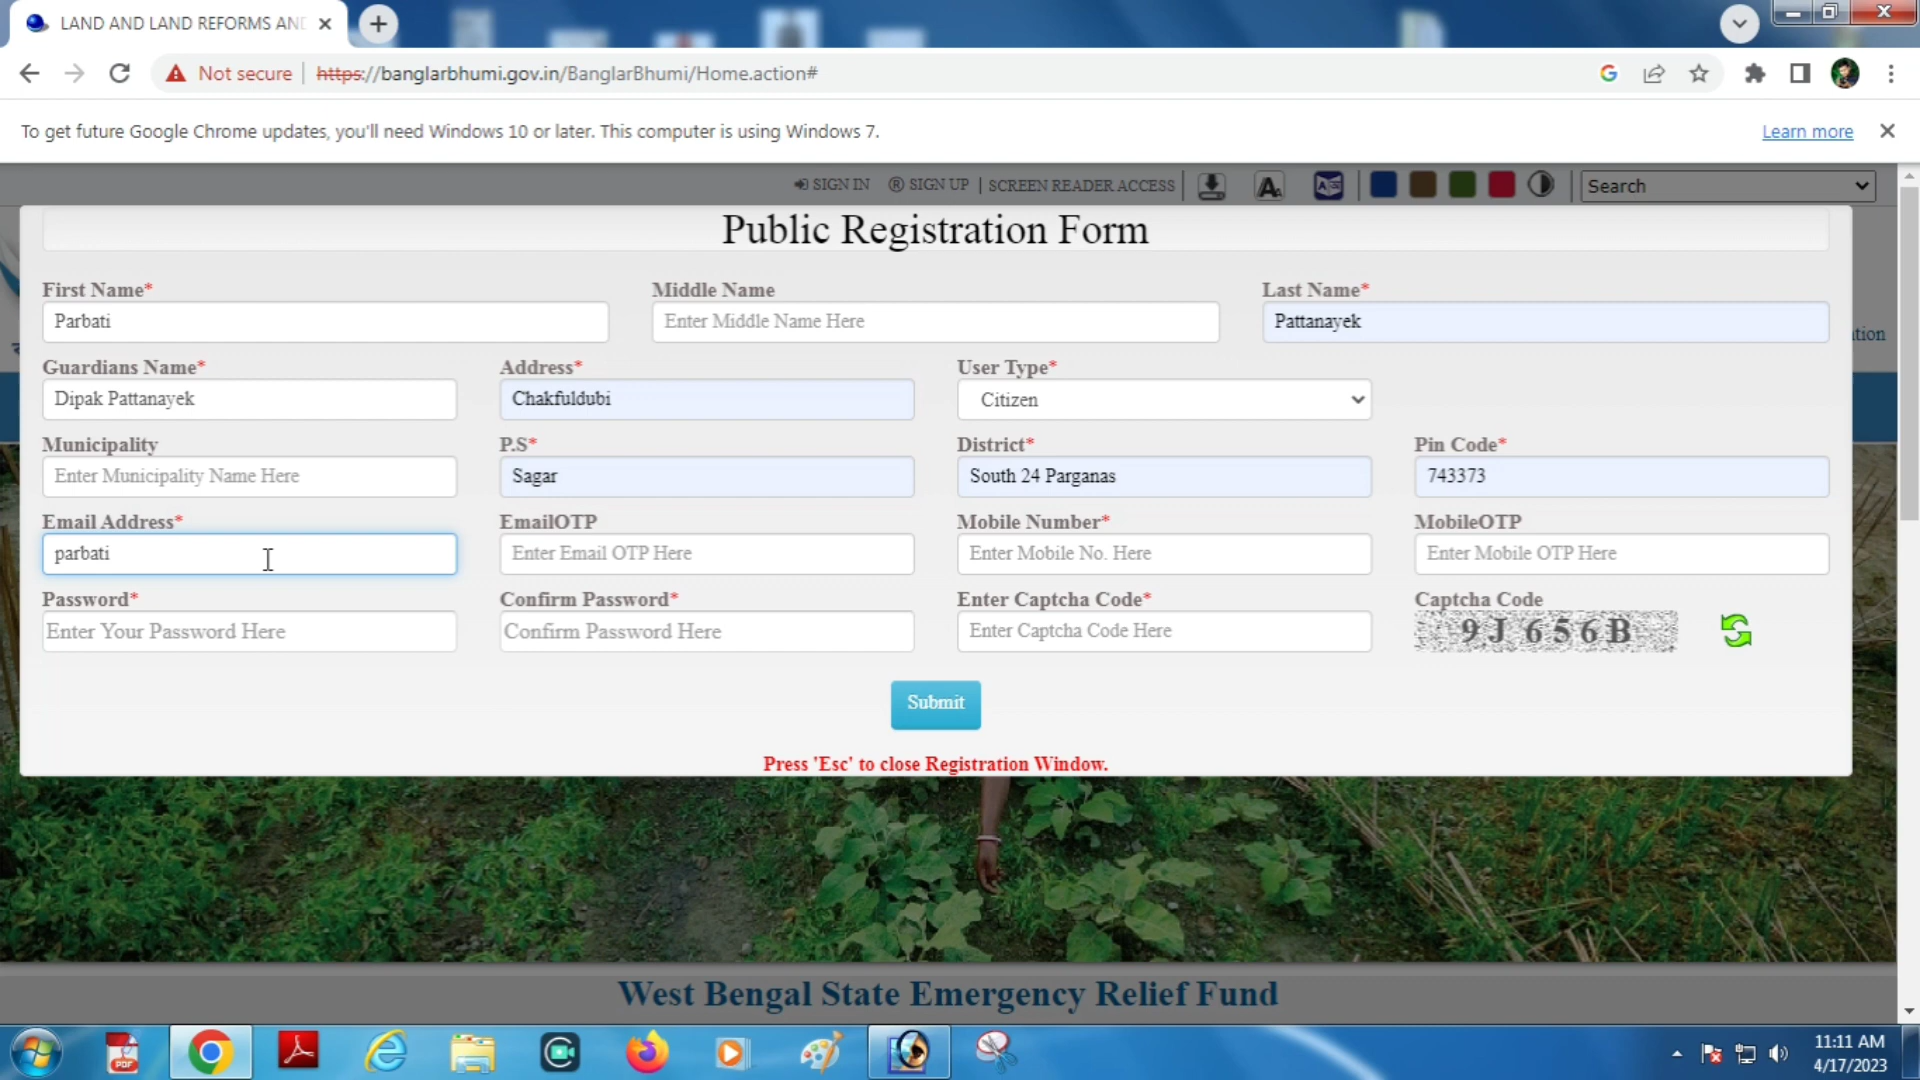 LAND AND LAND REFORMS AND
Not secure https://banglarbhumi.gov.in/BanglarBhumi/Home.action#
To get future Google Chrome updates, you'll need Windows 10 or later. This computer is using Windows 7. Learn more
SIGN IN ® SIGN UP | SCREEN READER ACCESS Search
Public Registration Form
First Name* Middle Name Last Name*
Parbati Enter Middle Name Here Pattanayek
Guardians Name* Address* User Type*
Dipak Pattanayek Chakfuldubi Citizen
Municipality P.S* District* Pin Code*
Enter Municipality Name Here Sagar South 24 Parganas 743373
Email Address* EmailOTP Mobile Number* MobileOTP
parbati Enter Email OTP Here Enter Mobile No. Here Enter Mobile OTP Here
Password* Confirm Password* Enter Captcha Code* Captcha Code
Enter Your Password Here Confirm Password Here Enter Captcha Code Here 9J656B
Submit
Press 'Esc' to close Registration Window.
West Bengal State Emergency Relief Fund
PDF
11:11 AM
4/17/2023